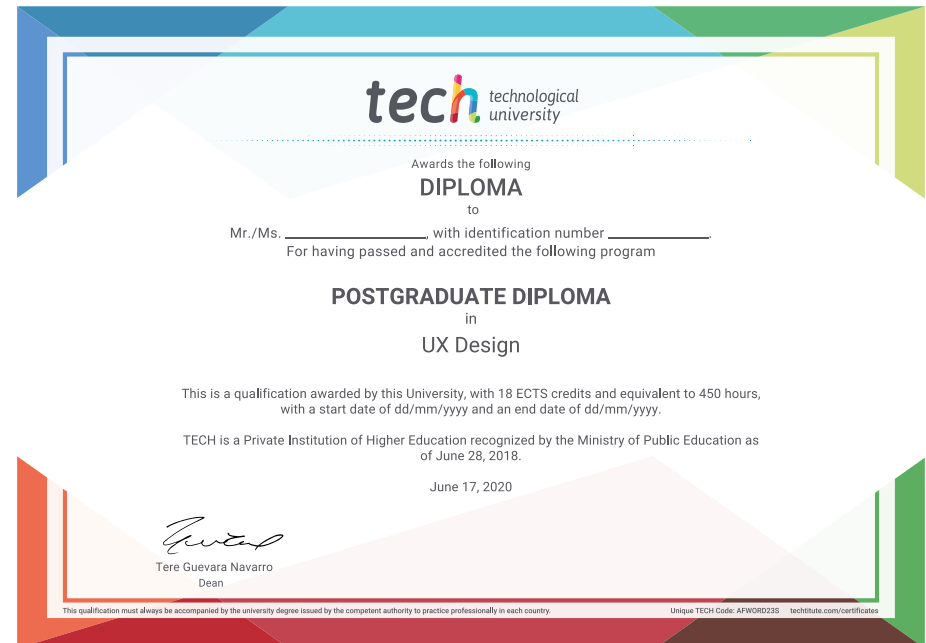 tech technological
university
Awards the following
DIPLOMA
to
Mr./Ms. ________________, with identification number ____________.
For having passed and accredited the following program
POSTGRADUATE DIPLOMA
in
UX Design
This is a qualification awarded by this University, with 18 ECTS credits and equivalent to 450 hours,
with a start date of dd/mm/yyyy and an end date of dd/mm/yyyy.
TECH is a Private Institution of Higher Education recognized by the Ministry of Public Education as
of June 28, 2018.
June 17, 2020
Tere Guevara Navarro
Dean
This qualification must always be accompanied by the university degree issued by the competent authority to practice professionally in each country. Unique TECH Code: AFWORD23S techtitute.com/certificates